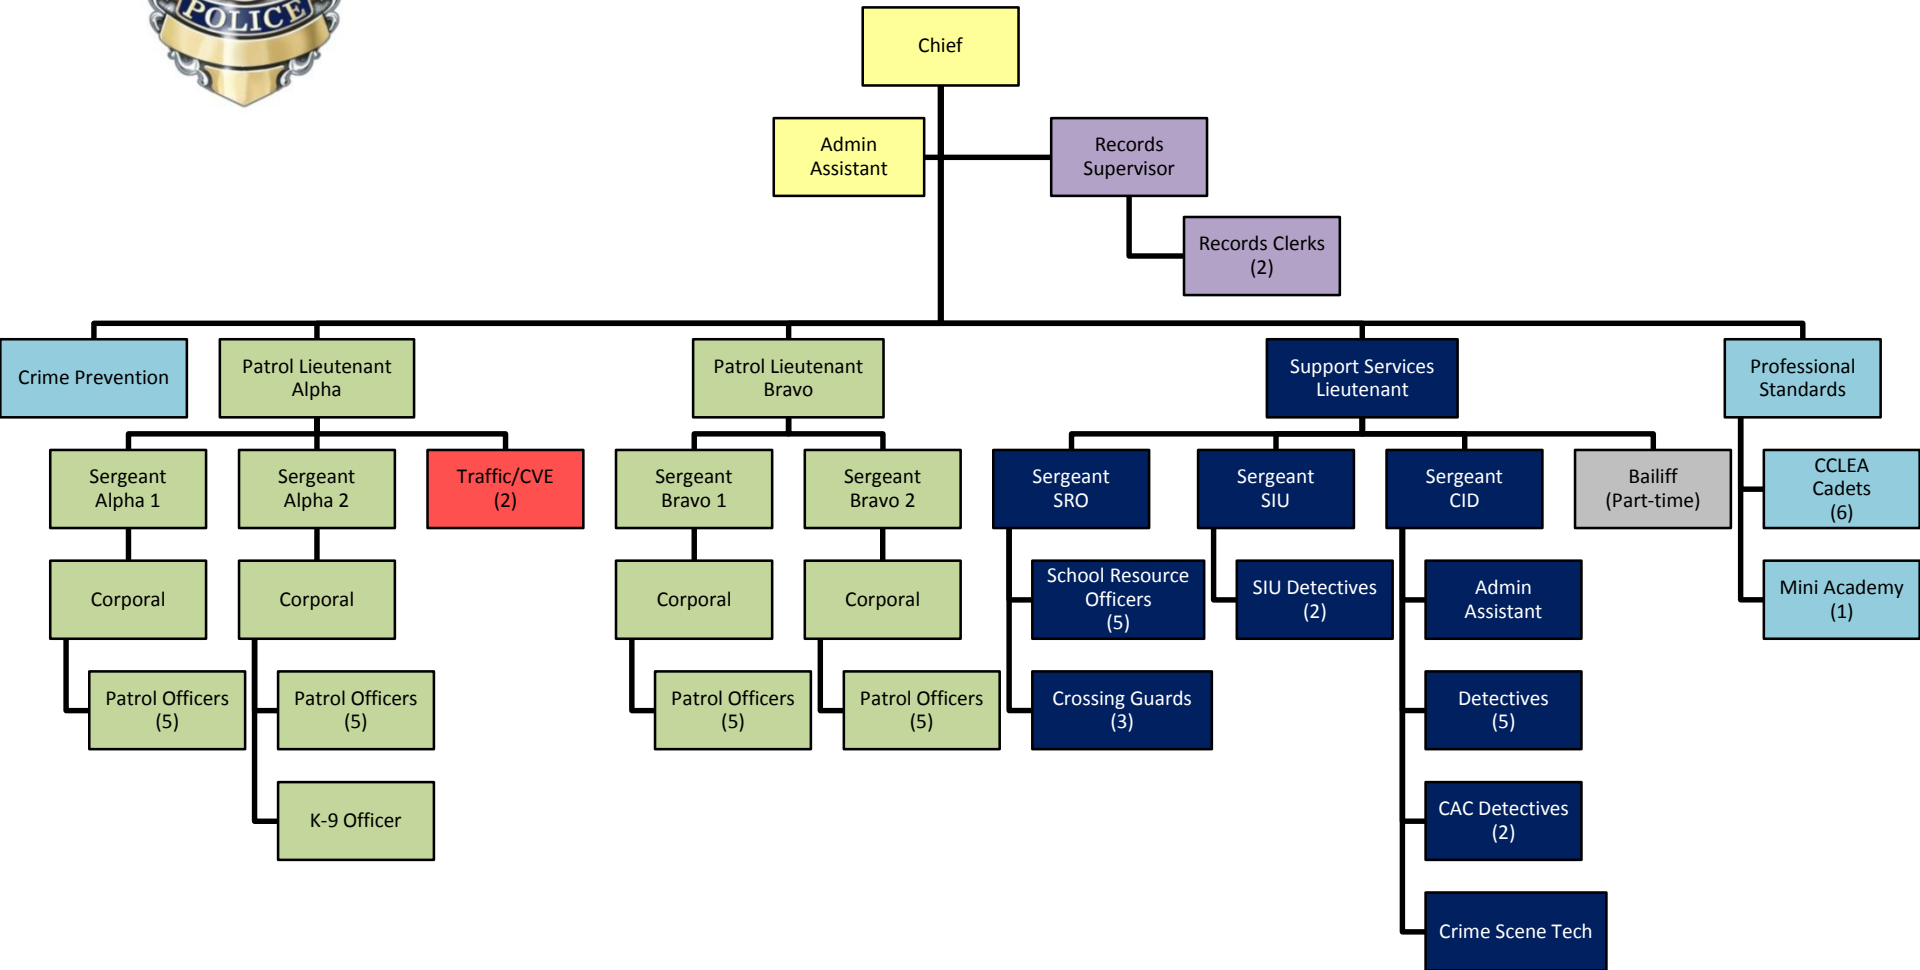 POLICE
Chief
Admin
Assistant
Records
Supervisor
Records Clerks
(2)
Crime Prevention
Patrol Lieutenant
Alpha
Patrol Lieutenant
Bravo
Support Services
Lieutenant
Professional
Standards
Sergeant
Alpha 1
Sergeant
Alpha 2
Traffic/CVE
(2)
Sergeant
Bravo 1
Sergeant
Bravo 2
Sergeant
SRO
Sergeant
SIU
Sergeant
CID
Bailiff
(Part-time)
CCLEA
Cadets
(6)
Corporal
Corporal
Corporal
Corporal
School Resource
Officers
(5)
SIU Detectives
(2)
Admin
Assistant
Mini Academy
(1)
Patrol Officers
(5)
Patrol Officers
(5)
Patrol Officers
(5)
Patrol Officers
(5)
Crossing Guards
(3)
Detectives
(5)
K-9 Officer
CAC Detectives
(2)
Crime Scene Tech